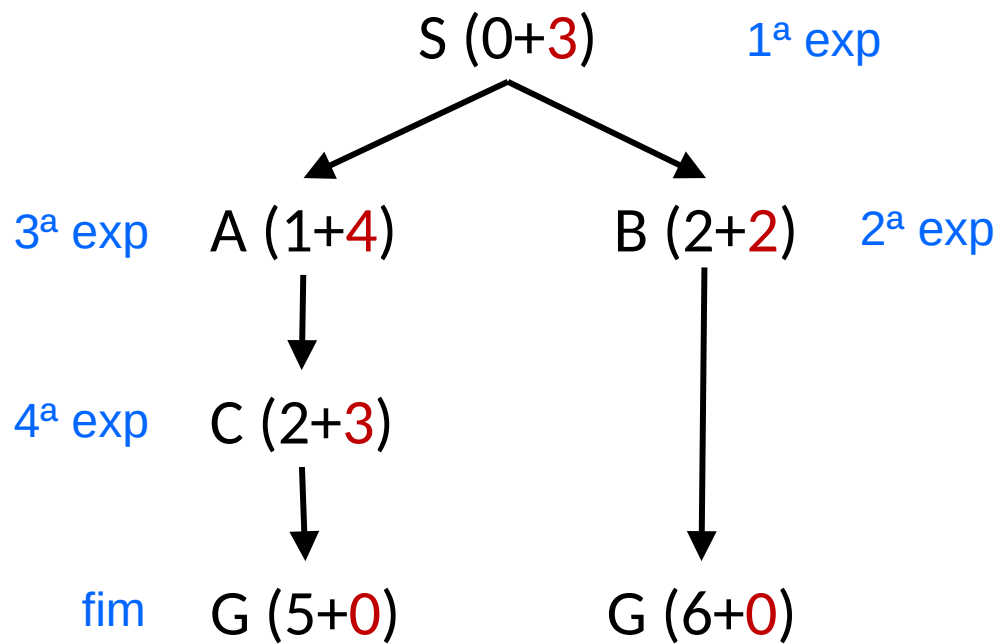 S (0+3) 1ª exp
3ª exp A (1+4) B (2+2) 2ª exp
4ª exp C (2+3)
fim G (5+0) G (6+0)